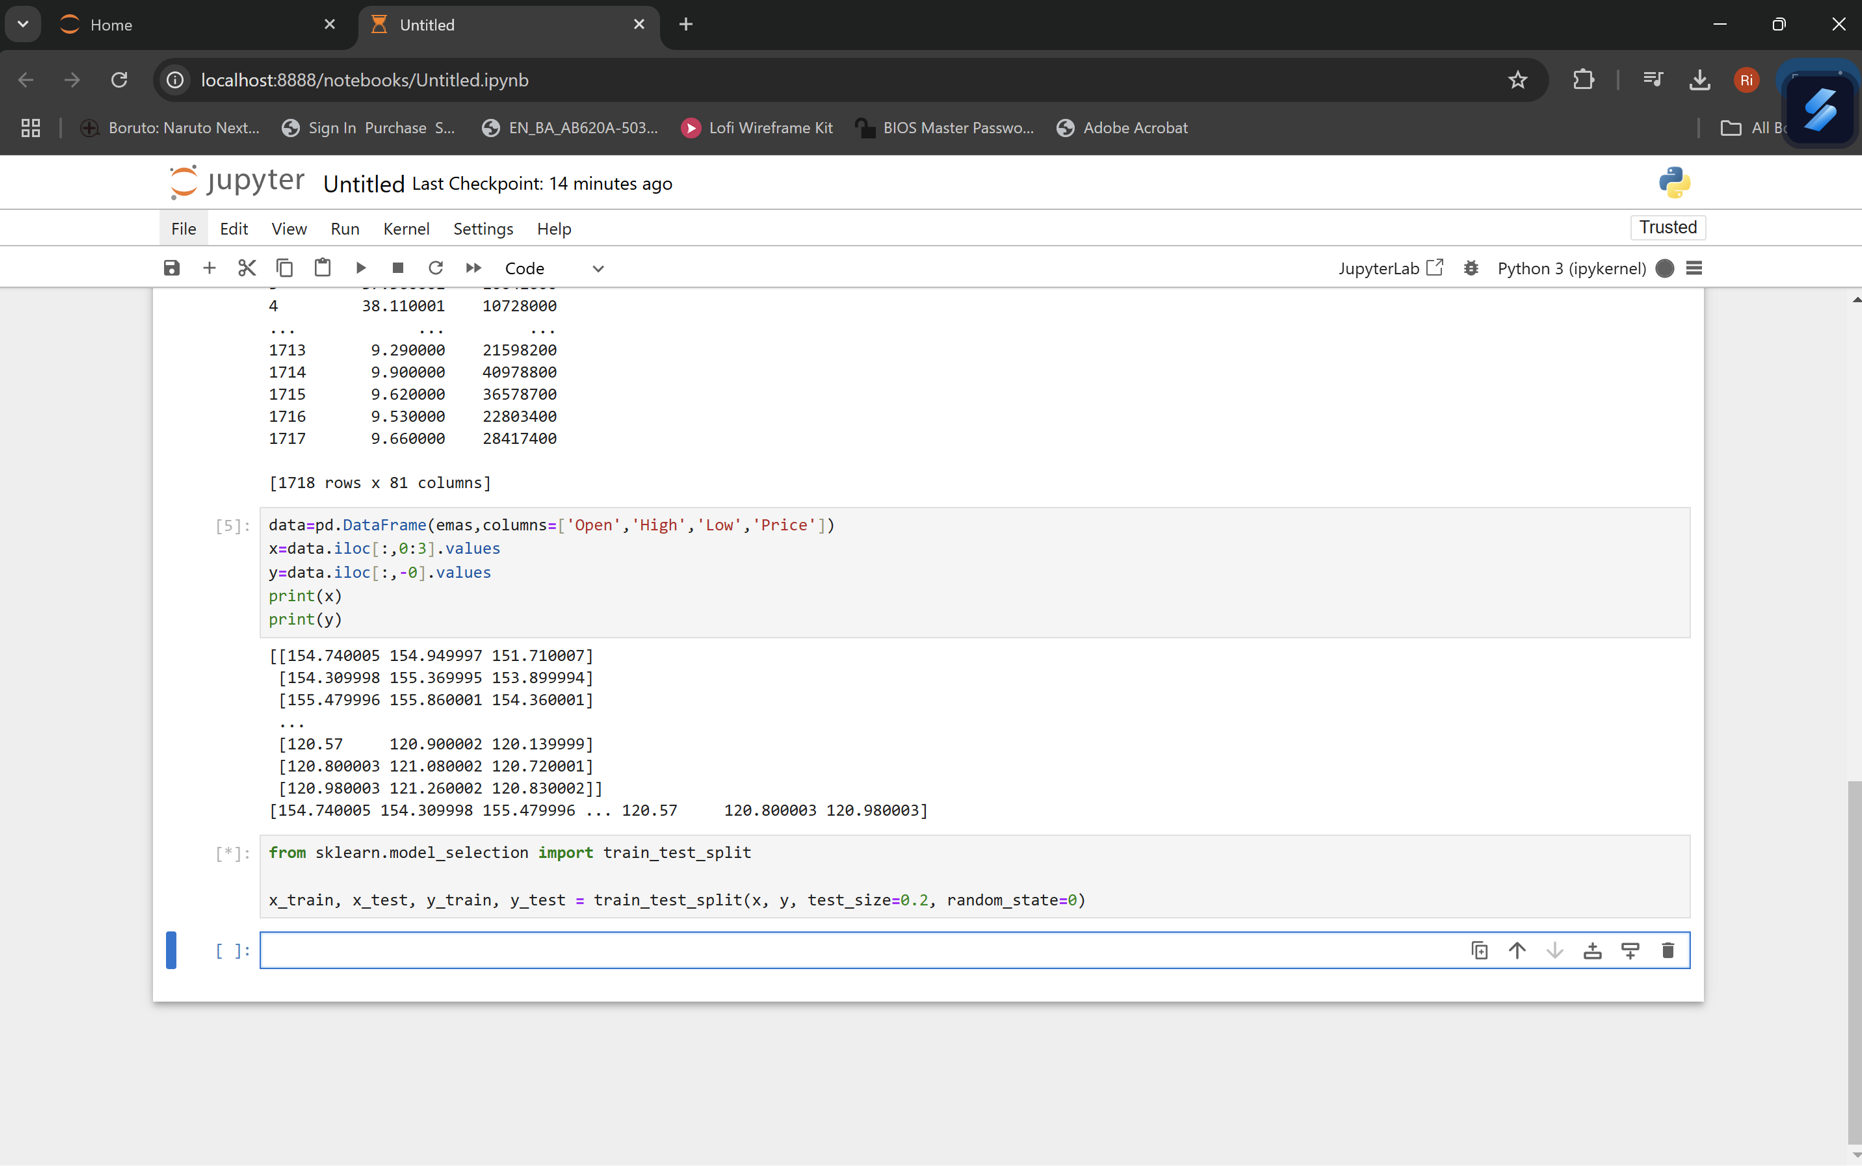 Home
Untitled
localhost:8888/notebooks/Untitled.ipynb
Ri
Boruto: Naruto Next...
Sign In Purchase S...
EN_BA_AB620A-503...
Lofi Wireframe Kit
BIOS Master Passwo...
Adobe Acrobat
All B
jupyter Untitled Last Checkpoint: 14 minutes ago
File Edit View Run Kernel Settings Help
Trusted
Code
JupyterLab
Python 3 (ipykernel)
4 38.110001 10728000
... ... ...
1713 9.290000 21598200
1714 9.900000 40978800
1715 9.620000 36578700
1716 9.530000 22803400
1717 9.660000 28417400
[1718 rows x 81 columns]
[5]: data=pd.DataFrame(emas,columns=['Open','High','Low','Price'])
x=data.iloc[:,0:3].values
y=data.iloc[:,-0].values
print(x)
print(y)
[[154.740005 154.949997 151.710007]
[154.309998 155.369995 153.899994]
[155.479996 155.860001 154.360001]
...
[120.57 120.900002 120.139999]
[120.800003 121.080002 120.720001]
[120.980003 121.260002 120.830002]]
[154.740005 154.309998 155.479996 ... 120.57 120.800003 120.980003]
[*]: from sklearn.model_selection import train_test_split
x_train, x_test, y_train, y_test = train_test_split(x, y, test_size=0.2, random_state=0)
[ ]: